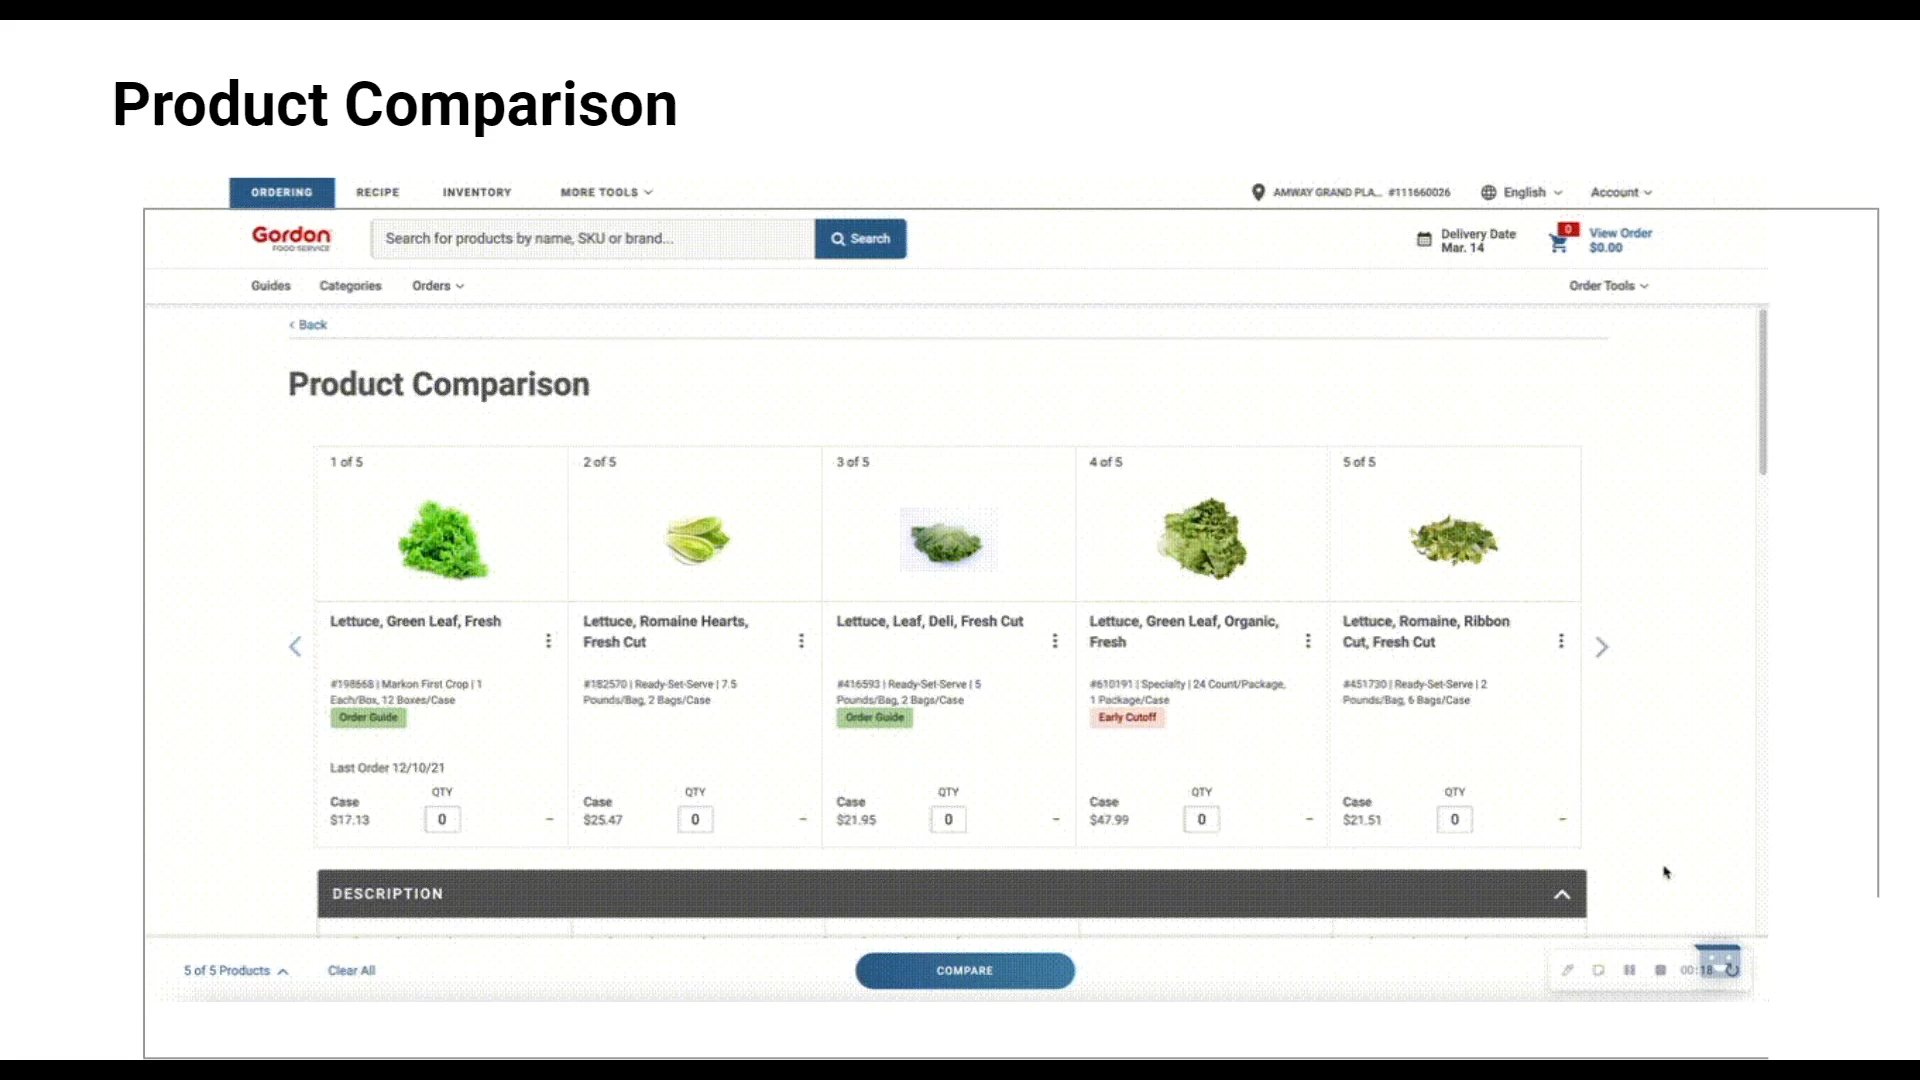 Product Comparison
ORDERING RECIPE INVENTORY MORE TOOLS AMWAY GRAND PLA... #111660026 English Account
Gordon
FOOD SERVICE
Search for products by name, SKU or brand... Search
Delivery Date
Mar. 14
0
View Order
$0.00
Guides Categories Orders Order Tools
< Back
Product Comparison
1 of 5
2 of 5
3 of 5
4 of 5
5 of 5
Lettuce, Green Leaf, Fresh
#198668 | Markon First Crop | 1
Each/Box, 12 Boxes/Case
Order Guide
Last Order 12/10/21
Case
$17.13
QTY
0
–
Lettuce, Romaine Hearts,
Fresh Cut
#182570 | Ready-Set-Serve | 7.5
Pounds/Bag, 2 Bags/Case
Case
$25.47
QTY
0
–
Lettuce, Leaf, Deli, Fresh Cut
#416593 | Ready-Set-Serve | 5
Pounds/Bag, 2 Bags/Case
Order Guide
Case
$21.95
QTY
0
–
Lettuce, Green Leaf, Organic,
Fresh
#610191 | Specialty | 24 Count/Package,
1 Package/Case
Early Cutoff
Case
$47.99
QTY
0
–
Lettuce, Romaine, Ribbon
Cut, Fresh Cut
#451730 | Ready-Set-Serve | 2
Pounds/Bag, 6 Bags/Case
Case
$21.51
QTY
0
–
DESCRIPTION
5 of 5 Products Clear All COMPARE 00:18